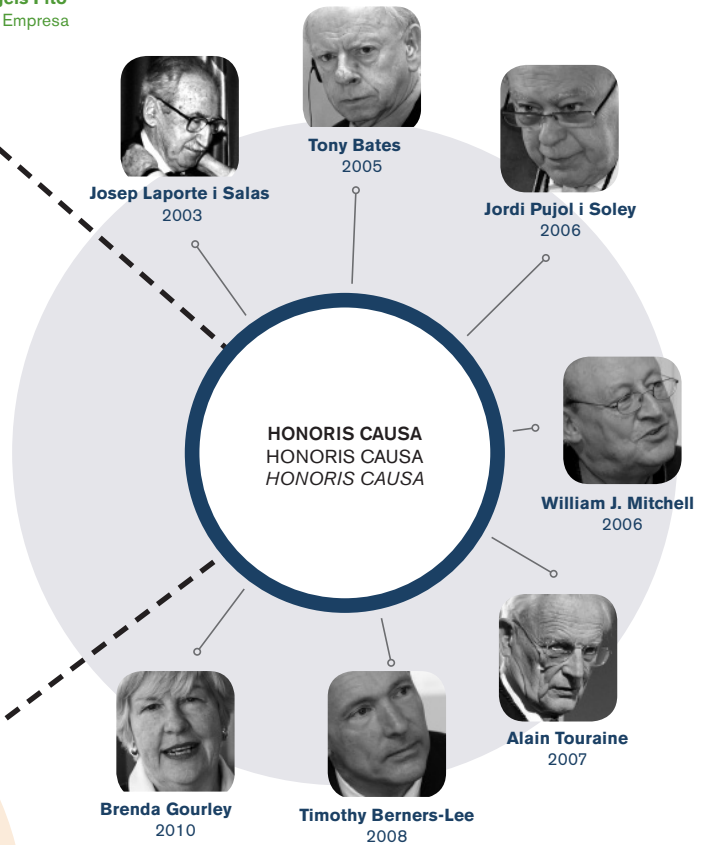 Empresa
Tony Bates
2005
Josep Laporte i Salas
2003
Jordi Pujol i Soley
2006
HONORIS CAUSA
HONORIS CAUSA
HONORIS CAUSA
William J. Mitchell
2006
Alain Touraine
2007
Brenda Gourley
2010
Timothy Berners-Lee
2008